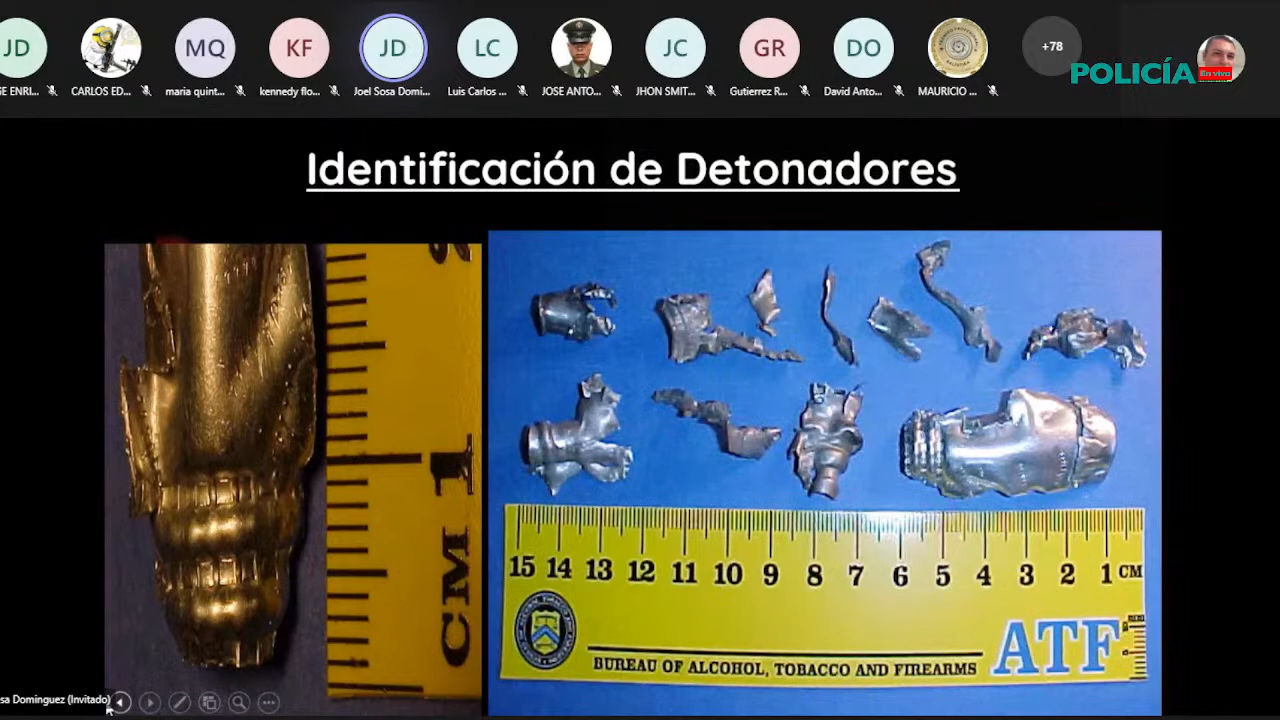 JD
MQ
KF
JD
LC
JC
GR
DO
+78
POLICÍA
En vivo
SE ENRI...
CARLOS ED...
maria quint...
kennedy flo...
Joel Sosa Domi...
Luis Carlos ...
JOSE ANTO...
JHON SMIT...
Gutierrez R...
David Anto...
MAURICIO ...
Identificación de Detonadores
CM 1
15 14 13 12 11 10 9 8 7 6 5 4 3 2 1 CM
ATF
BUREAU OF ALCOHOL, TOBACCO AND FIREARMS
sa Dominguez (Invitado)